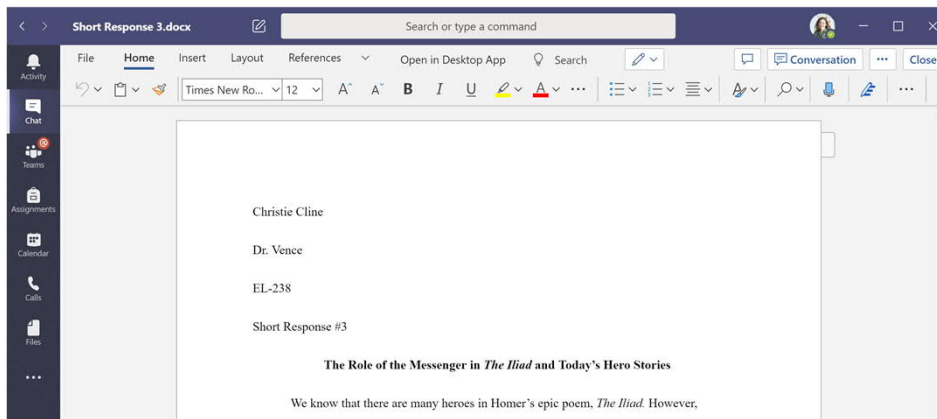 Short Response 3.docx
Search or type a command
File Home Insert Layout References Open in Desktop App Search Conversation ... Close
Activity
Times New Ro... 12 A A B I U A ...
Chat
Teams
Assignments
Calendar
Calls
Files
Christie Cline
Dr. Vence
EL-238
Short Response #3
The Role of the Messenger in The Iliad and Today's Hero Stories
We know that there are many heroes in Homer's epic poem, The Iliad. However,